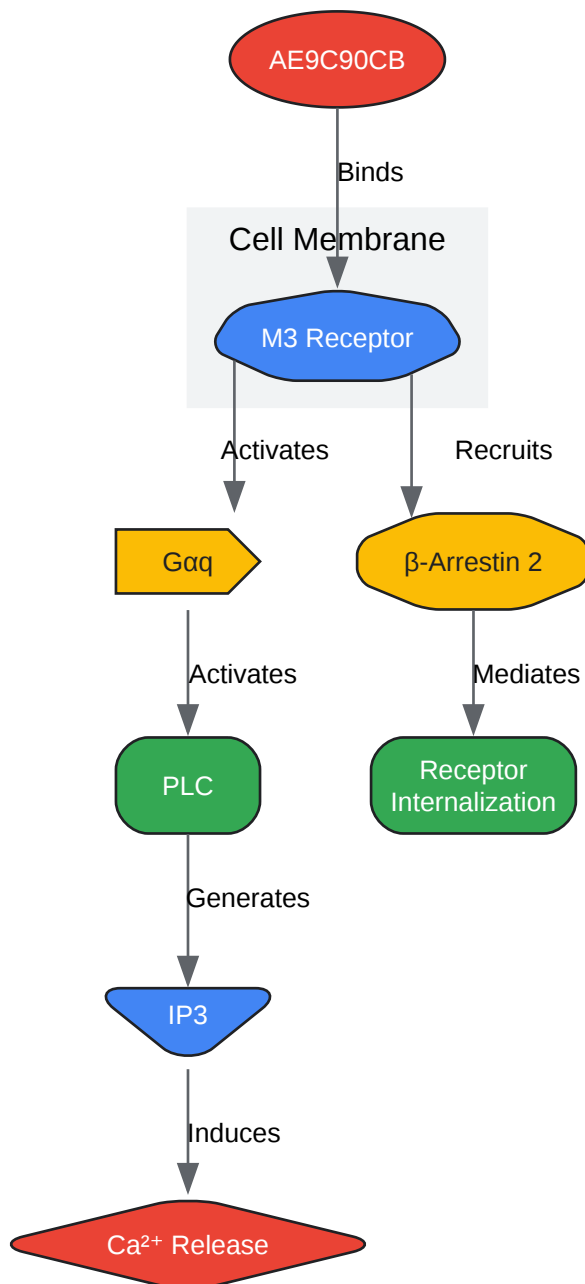 AE9C90CB
Binds
Cell Membrane
M3 Receptor
Activates
Recruits
Gαq
β-Arrestin 2
Activates
Mediates
PLC
Receptor
Internalization
Generates
IP3
Induces
Ca²⁺ Release